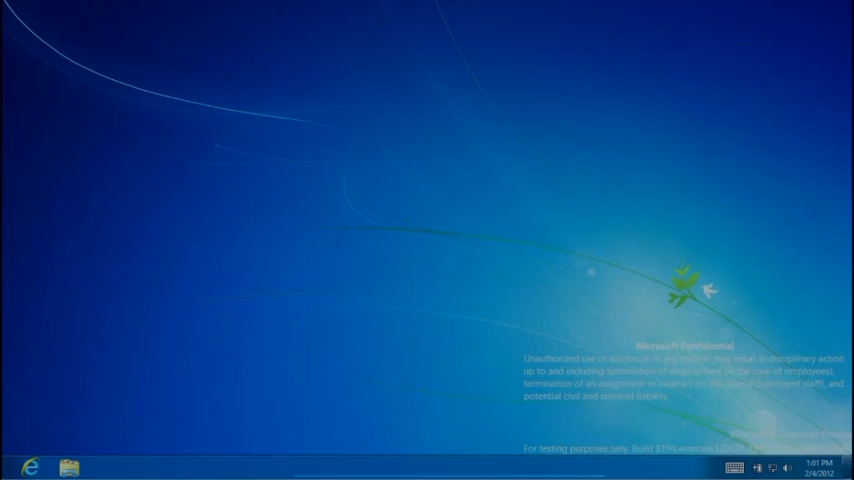 Microsoft Confidential
Unauthorized use or disclosure in any manner may result in disciplinary action
up to and including termination of employment (in the case of employees),
termination of an assignment or contract (in the case of contingent staff), and
potential civil and criminal liability.
For testing purposes only. Build 8194.winmain.12012
1:01 PM
2/4/2012